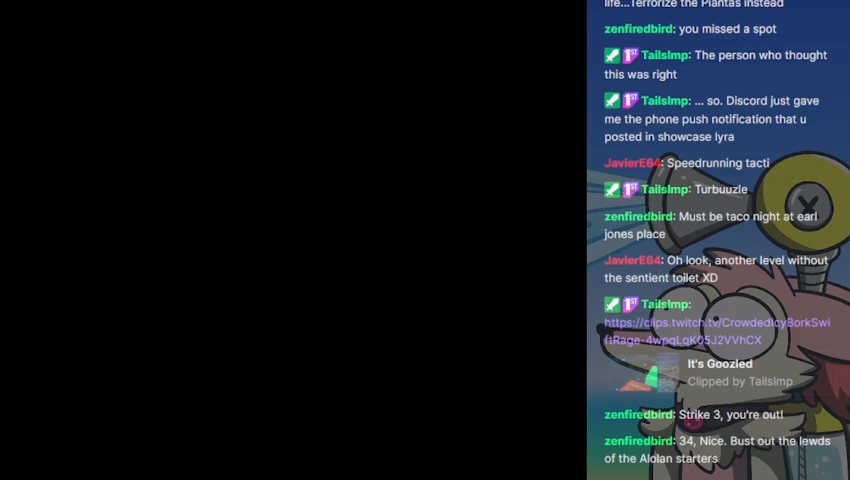 life...Terrorize the Piantas instead
zenfiredbird: you missed a spot
TailsImp: The person who thought
this was right
TailsImp: ... so. Discord just gave
me the phone push notification that u
posted in showcase lyra
JavierE64: Speedrunning tacti
TailsImp: Turbuuzle
zenfiredbird: Must be taco night at earl
jones place
JavierE64: Oh look, another level without
the sentient toilet XD
TailsImp:
https://clips.twitch.tv/CrowdedIcyBorkSwi
ftRage-4wpqLqK05J2VVhCX
It's Goozled
Clipped by TailsImp
zenfiredbird: Strike 3, you're out!
zenfiredbird: 34, Nice. Bust out the lewds
of the Alolan starters